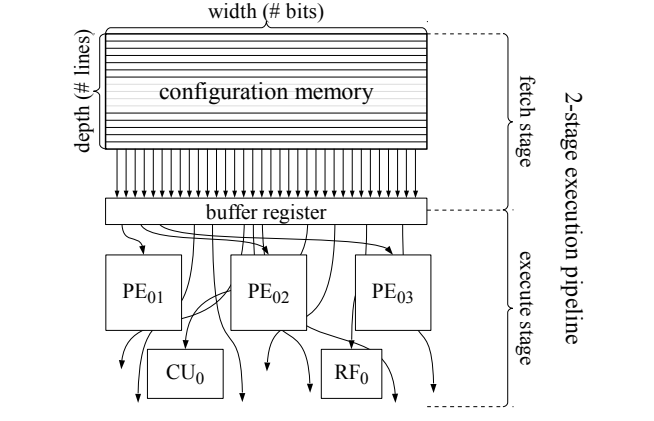 width (# bits)
depth (# lines)
configuration memory
fetch stage
2-stage execution pipeline
buffer register
execute stage
PE01
PE02
PE03
CU0
RF0